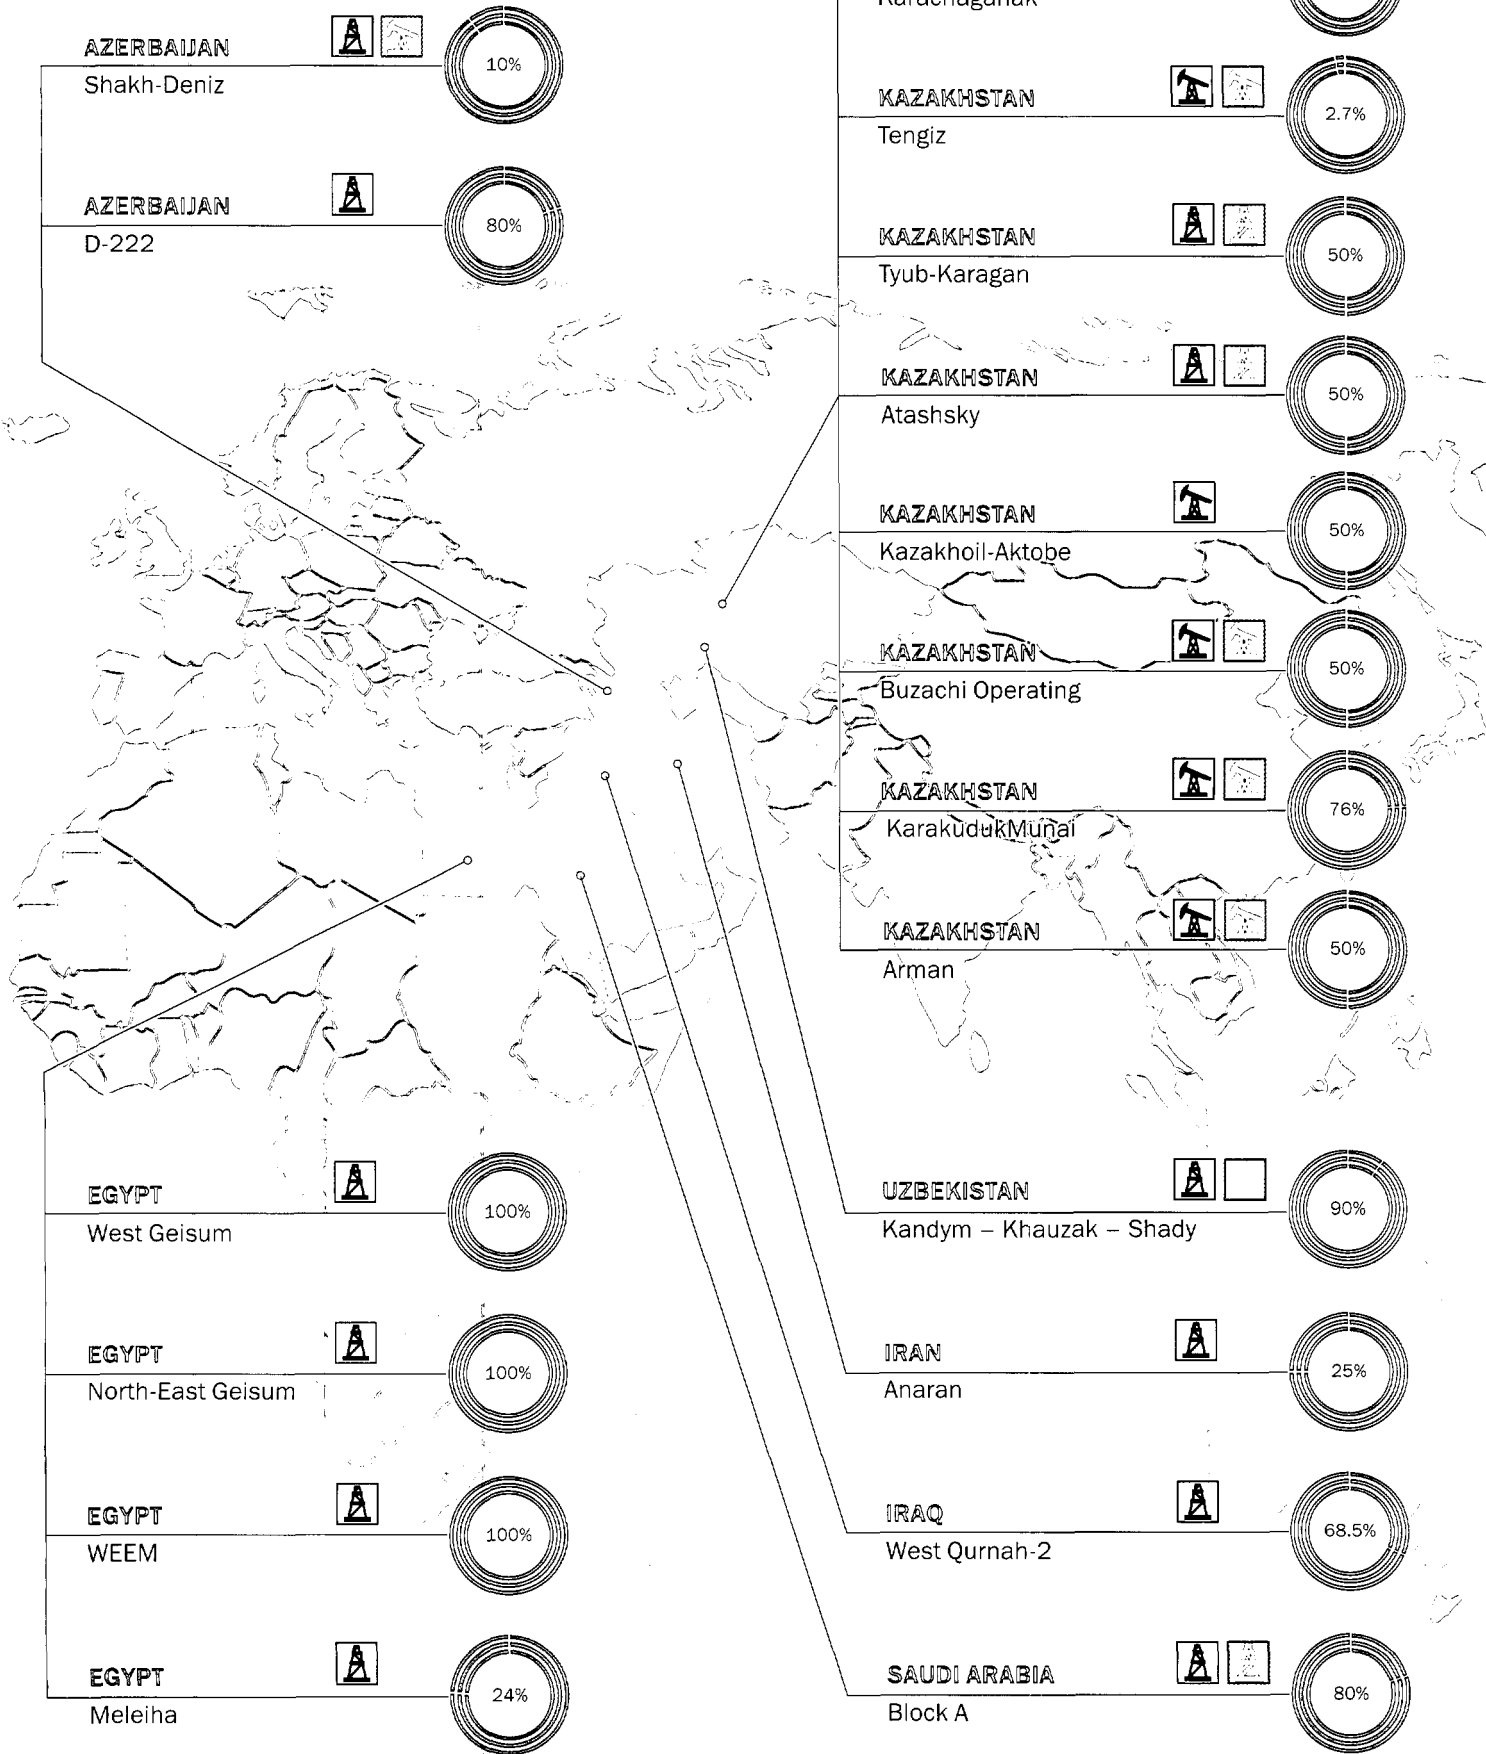 AZERBAIJAN
10%
Shakh-Deniz
AZERBAIJAN
80%
D-222
EGYPT
100%
West Geisum
EGYPT
100%
North-East Geisum
EGYPT
100%
WEEM
EGYPT
24%
Meleiha
Karachaganak
KAZAKHSTAN
2.7%
Tengiz
KAZAKHSTAN
50%
Tyub-Karagan
KAZAKHSTAN
50%
Atashsky
KAZAKHSTAN
50%
Kazakhoil-Aktobe
KAZAKHSTAN
50%
Buzachi Operating
KAZAKHSTAN
76%
KarakudukMunai
KAZAKHSTAN
50%
Arman
UZBEKISTAN
90%
Kandym – Khauzak – Shady
IRAN
25%
Anaran
IRAQ
68.5%
West Qurnah-2
SAUDI ARABIA
80%
Block A